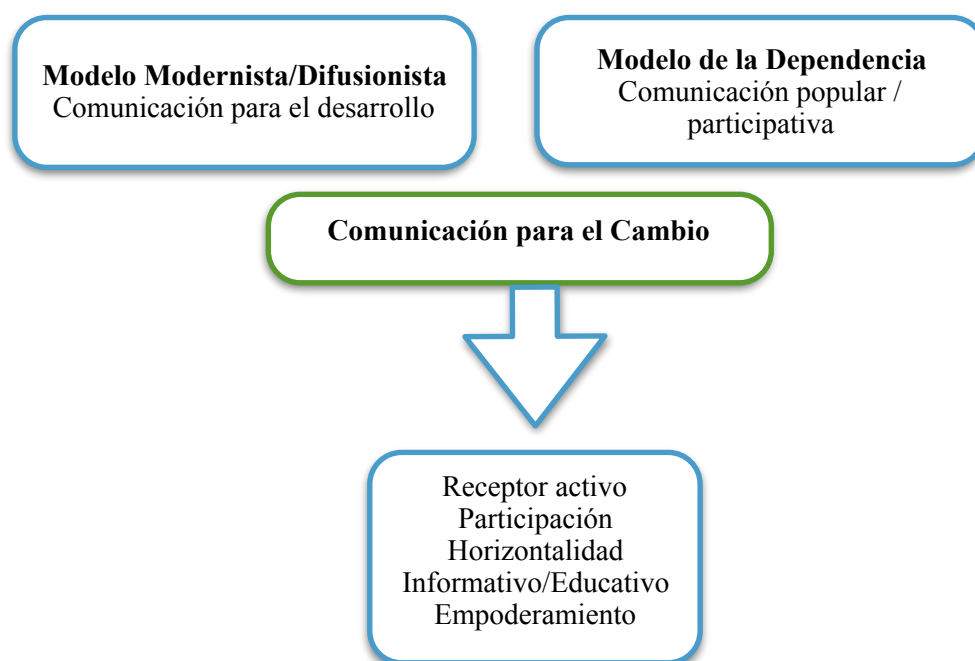 Modelo Modernista/Difusionista
Comunicación para el desarrollo
Modelo de la Dependencia
Comunicación popular /
participativa
Comunicación para el Cambio
Receptor activo
Participación
Horizontalidad
Informativo/Educativo
Empoderamiento